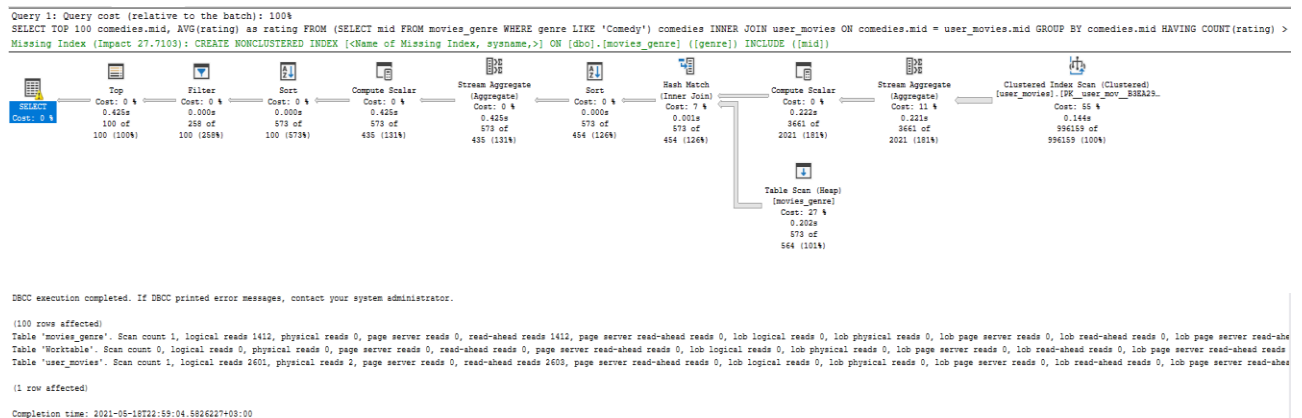 Query 1: Query cost (relative to the batch): 100%
SELECT TOP 100 comedies.mid, AVG(rating) as rating FROM (SELECT mid FROM movies_genre WHERE genre LIKE 'Comedy') comedies INNER JOIN user_movies ON comedies.mid = user_movies.mid GROUP BY comedies.mid HAVING COUNT(rating) >
Missing Index (Impact 27.7103): CREATE NONCLUSTERED INDEX [<Name of Missing Index, sysname,>] ON [dbo].[movies_genre] ([genre]) INCLUDE ([mid])
SELECT
Cost: 0 %
Top
Cost: 0 %
0.425s
100 of
100 (100%)
Filter
Cost: 0 %
0.000s
258 of
100 (258%)
Sort
Cost: 0 %
0.000s
573 of
100 (573%)
Compute Scalar
Cost: 0 %
0.425s
573 of
435 (131%)
Stream Aggregate
(Aggregate)
Cost: 0 %
0.425s
573 of
435 (131%)
Sort
Cost: 0 %
0.000s
573 of
454 (126%)
Hash Match
(Inner Join)
Cost: 7 %
0.001s
573 of
454 (126%)
Compute Scalar
Cost: 0 %
0.222s
3661 of
2021 (181%)
Stream Aggregate
(Aggregate)
Cost: 11 %
0.221s
3661 of
2021 (181%)
Clustered Index Scan (Clustered)
[user_movies].[PK__user_mov__B3EA29…
Cost: 55 %
0.144s
996159 of
996159 (100%)
Table Scan (Heap)
[movies_genre]
Cost: 27 %
0.202s
573 of
564 (101%)
DBCC execution completed. If DBCC printed error messages, contact your system administrator.
(100 rows affected)
Table 'movies_genre'. Scan count 1, logical reads 1412, physical reads 0, page server reads 0, read-ahead reads 1412, page server read-ahead reads 0, lob logical reads 0, lob physical reads 0, lob page server reads 0, lob read-ahead reads 0, lob page server read-ahe
Table 'Worktable'. Scan count 0, logical reads 0, physical reads 0, page server reads 0, read-ahead reads 0, page server read-ahead reads 0, lob logical reads 0, lob physical reads 0, lob page server reads 0, lob read-ahead reads 0, lob page server read-ahead reads
Table 'user_movies'. Scan count 1, logical reads 2601, physical reads 2, page server reads 0, read-ahead reads 2603, page server read-ahead reads 0, lob logical reads 0, lob physical reads 0, lob page server reads 0, lob read-ahead reads 0, lob page server read-ahea
(1 row affected)
Completion time: 2021-05-18T22:59:04.5826227+03:00